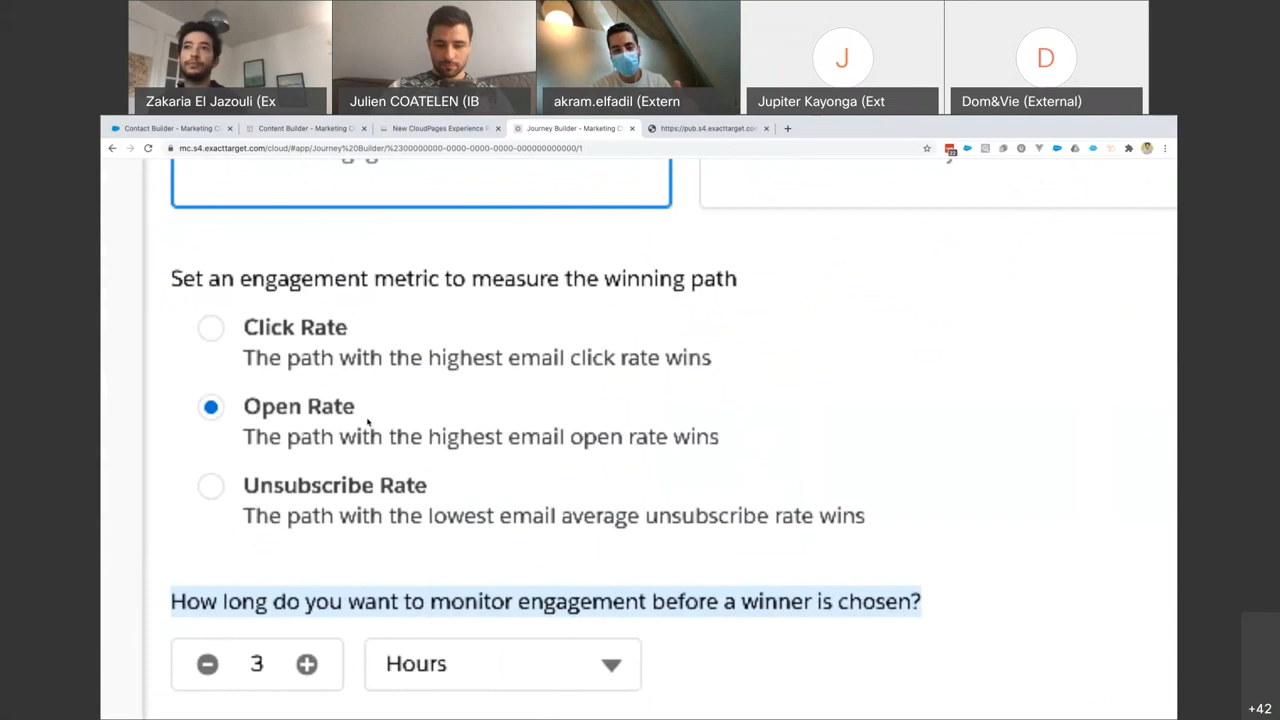 Zakaria El Jazouli (Ex
Julien COATELEN (IB
akram.elfadil (Extern
J
Jupiter Kayonga (Ext
D
Dom&Vie (External)
Contact Builder - Marketing C
Content Builder - Marketing C
New CloudPages Experience
Journey Builder - Marketing C
https://pub.s4.exacttarget.co
mc.s4.exacttarget.com/cloud/#app/Journey%20Builder/%2300000000-0000-0000-0000-000000000000/1
Set an engagement metric to measure the winning path
Click Rate
The path with the highest email click rate wins
Open Rate
The path with the highest email open rate wins
Unsubscribe Rate
The path with the lowest email average unsubscribe rate wins
How long do you want to monitor engagement before a winner is chosen?
3
Hours
+42